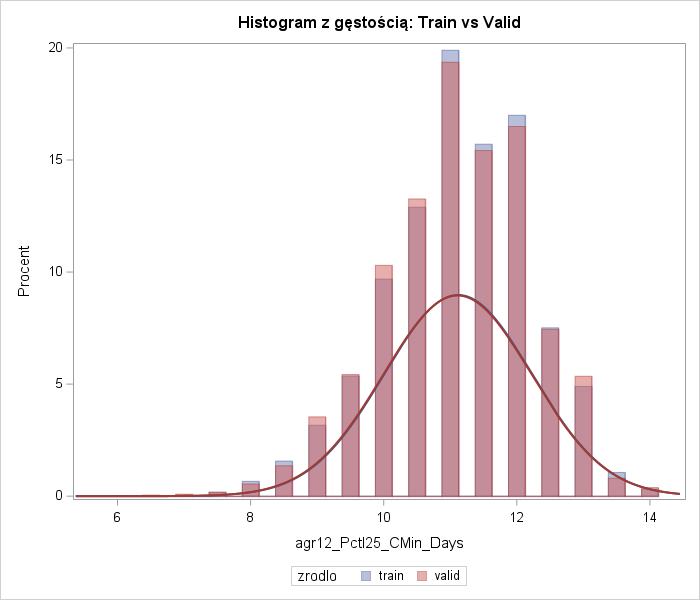 Histogram z gęstością: Train vs Valid
20
15
10
5
0
Procent
6 8 10 12 14
agr12_Pctl25_CMin_Days
zrodlo train valid